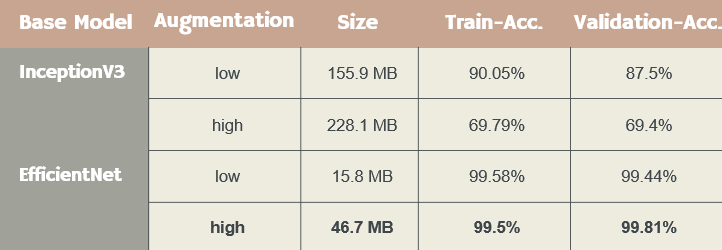 Base Model Augmentation Size Train-Acc. Validation-Acc.
InceptionV3 low 155.9 MB 90.05% 87.5%
high 228.1 MB 69.79% 69.4%
EfficientNet low 15.8 MB 99.58% 99.44%
high 46.7 MB 99.5% 99.81%